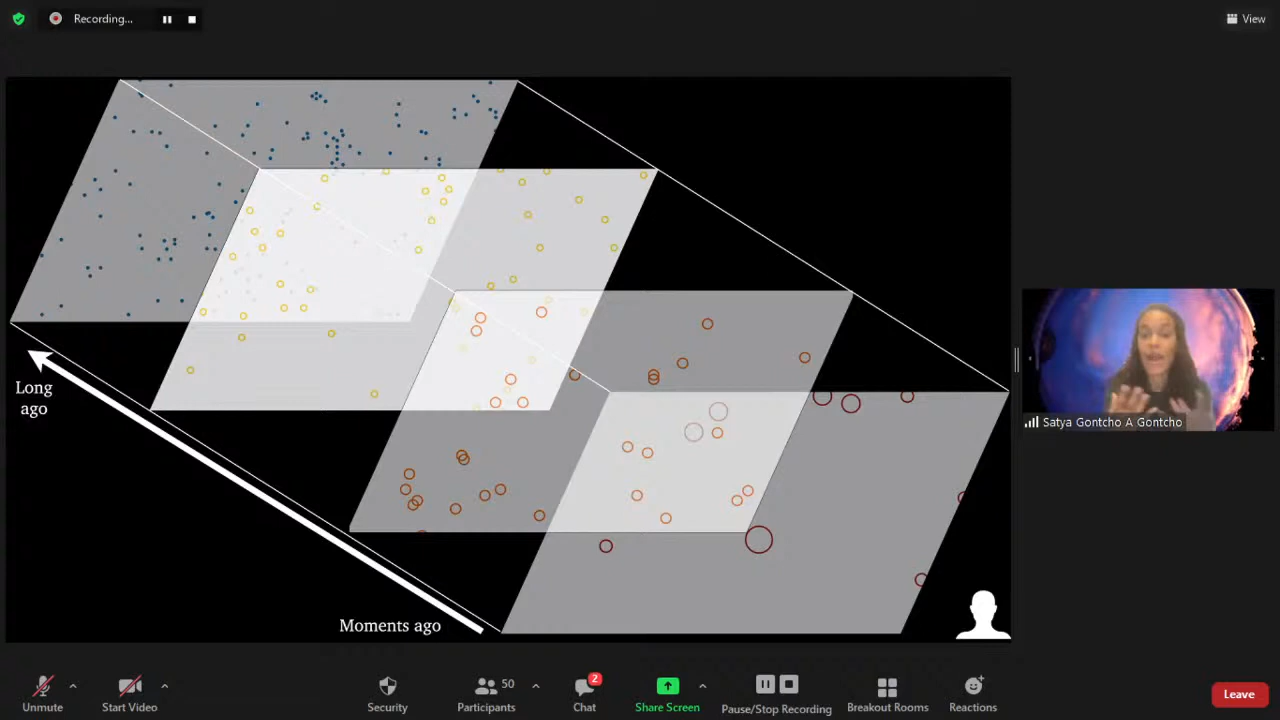 Recording...
View
Long
ago
Moments ago
Satya Gontcho A Gontcho
Unmute
Start Video
Security
50
Participants
2
Chat
Share Screen
Pause/Stop Recording
Breakout Rooms
Reactions
Leave